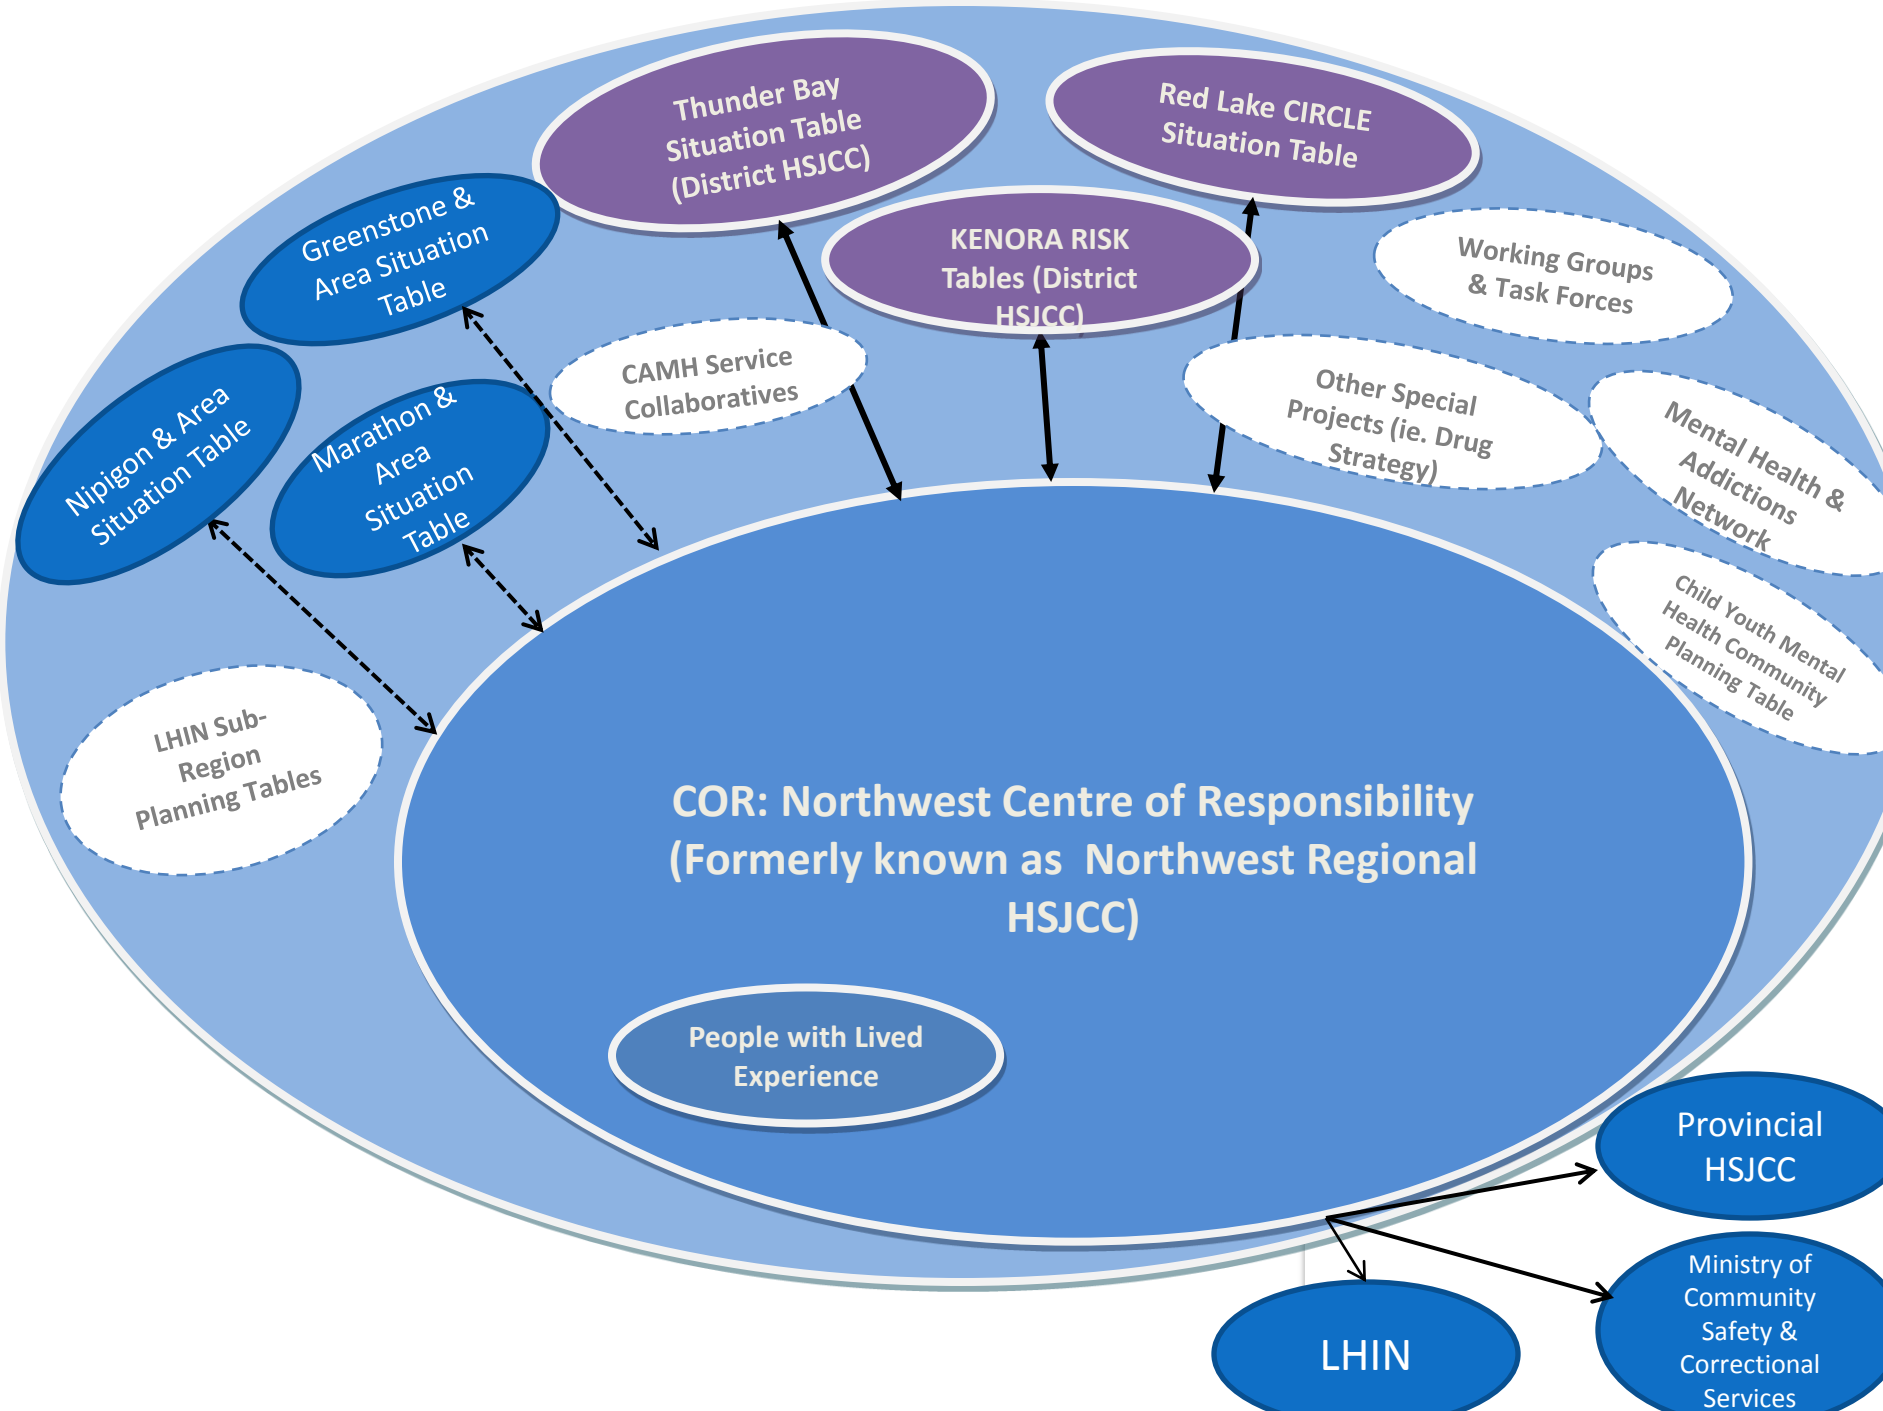 Thunder Bay
Situation Table
(District HSJCC)
Red Lake CIRCLE
Situation Table
Greenstone &
Area Situation
Table
KENORA RISK
Tables (District
HSJCC)
Working Groups
& Task Forces
CAMH Service
Collaboratives
Other Special
Projects (ie. Drug
Strategy)
Nipigon & Area
Situation Table
Marathon &
Area
Situation
Table
Mental Health &
Addictions
Network
Child Youth Mental
Health Community
Planning Table
LHIN Sub-
Region
Planning Tables
COR: Northwest Centre of Responsibility
(Formerly known as  Northwest Regional
HSJCC)
People with Lived
Experience
Provincial
HSJCC
Ministry of
Community
Safety &
Correctional
Services
LHIN